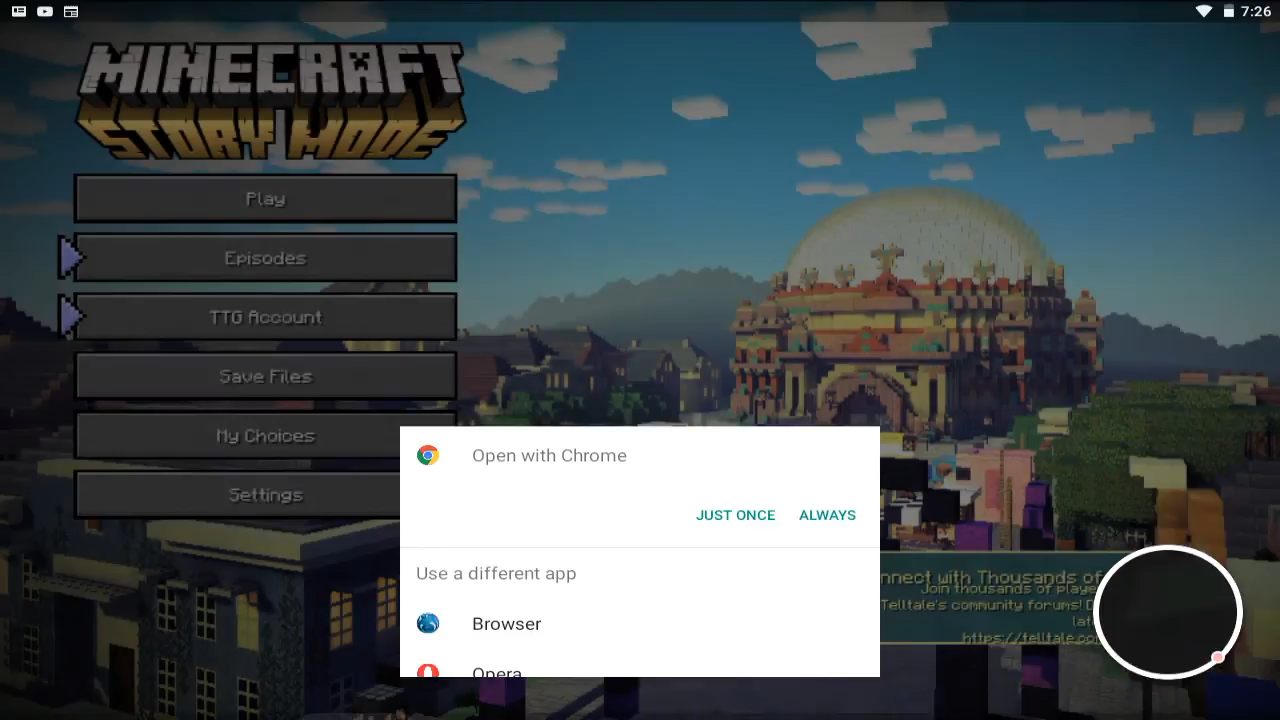 7:26
MINECRAFT
STORY MODE
Play
Episodes
TTG Account
Save Files
My Choices
Settings
Open with Chrome
JUST ONCE
ALWAYS
Use a different app
Browser
Opera
nnect with Thousands of
Join thousands of playe
Telltale's community forums! D
lat
https://telltale.co